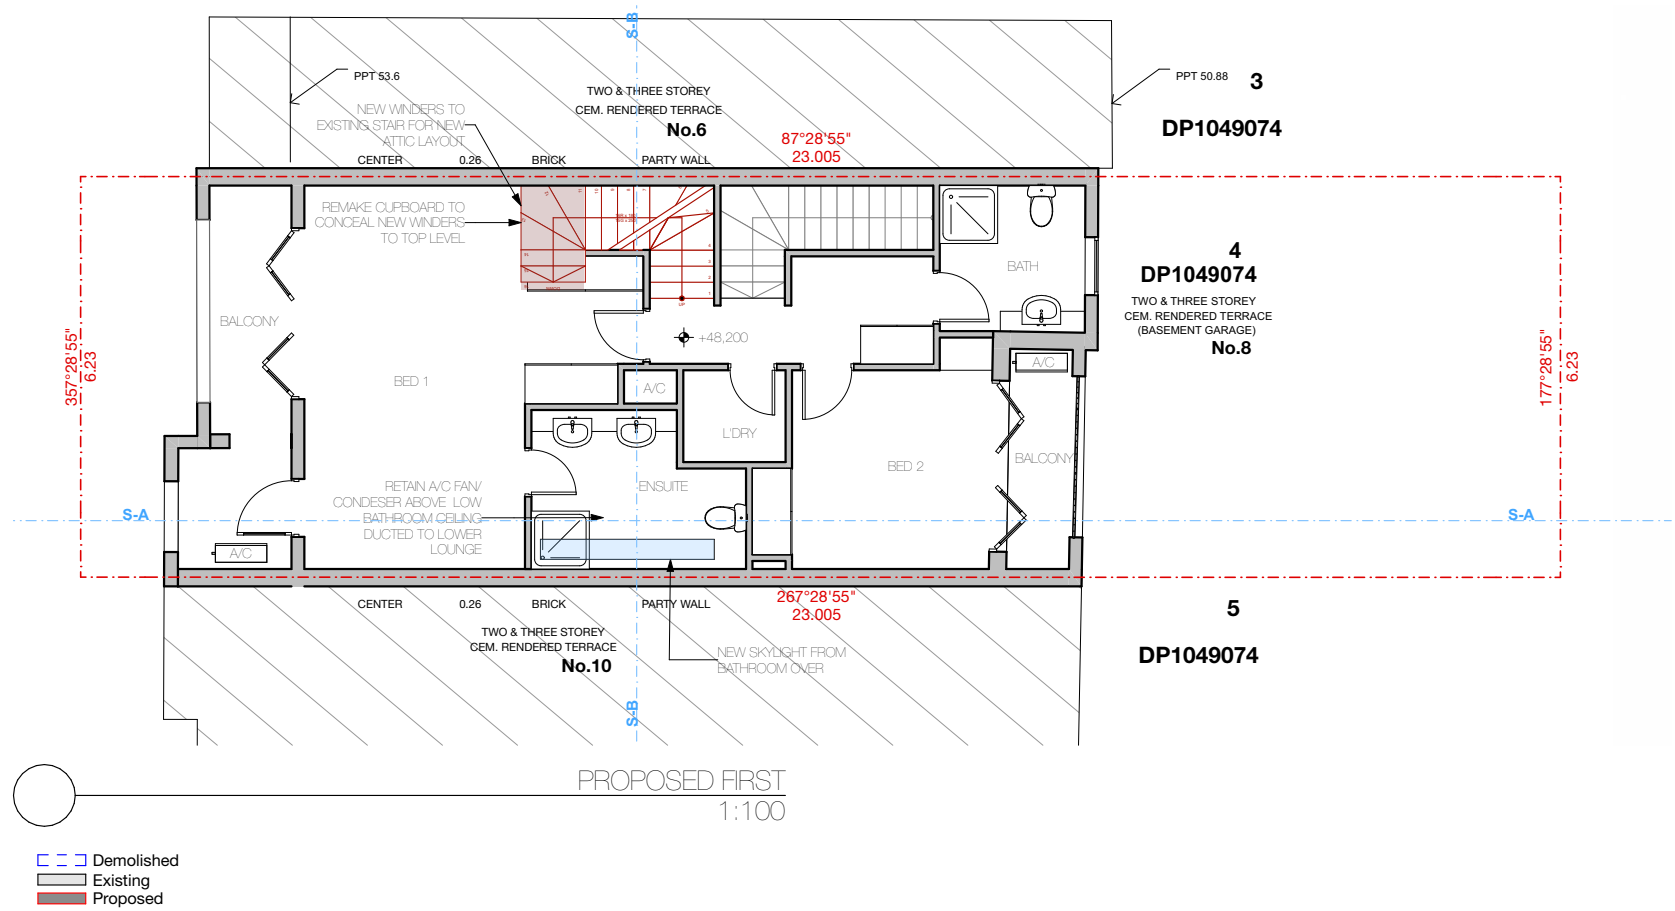 S-B
PPT 53.6
TWO & THREE STOREY
CEM. RENDERED TERRACE
No.6
PPT 50.88
3
DP1049074
NEW WINDERS TO
EXISTING STAIR FOR NEW
ATTIC LAYOUT
87°28'55"
23.005
CENTER 0.26 BRICK PARTY WALL
REMAKE CUPBOARD TO
CONCEAL NEW WINDERS
TO TOP LEVEL
UP
BATH
4
DP1049074
TWO & THREE STOREY
CEM. RENDERED TERRACE
(BASEMENT GARAGE)
No.8
BALCONY
+48,200
357°28'55"
6.23
BED 1
A/C
A/C
177°28'55"
6.23
L'DRY
BED 2
BALCONY
RETAIN A/C FAN/
CONDESER ABOVE LOW
BATHROOM CEILING
DUCTED TO LOWER
LOUNGE
ENSUITE
S-A
S-A
A/C
CENTER 0.26 BRICK PARTY WALL
267°28'55"
23.005
5
DP1049074
TWO & THREE STOREY
CEM. RENDERED TERRACE
No.10
NEW SKYLIGHT FROM
BATHROOM OVER
S-B
PROPOSED FIRST
1:100
Demolished
Existing
Proposed